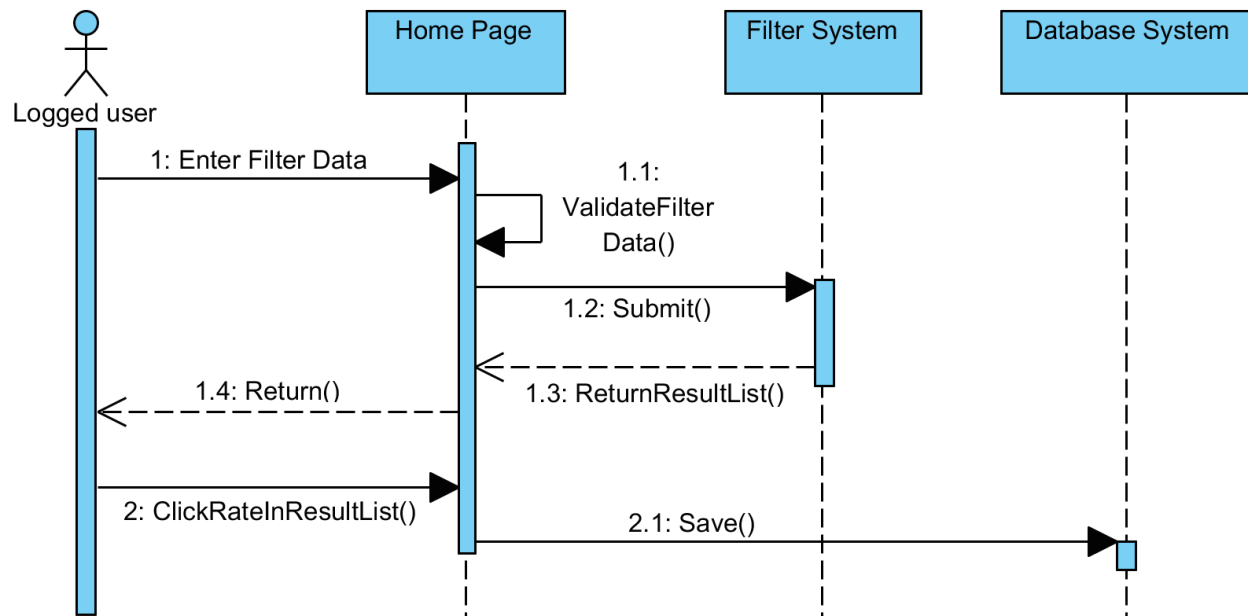 Home Page
Filter System
Database System
Logged user
1: Enter Filter Data
1.1:
ValidateFilter
Data()
1.2: Submit()
1.3: ReturnResultList()
1.4: Return()
2: ClickRateInResultList()
2.1: Save()